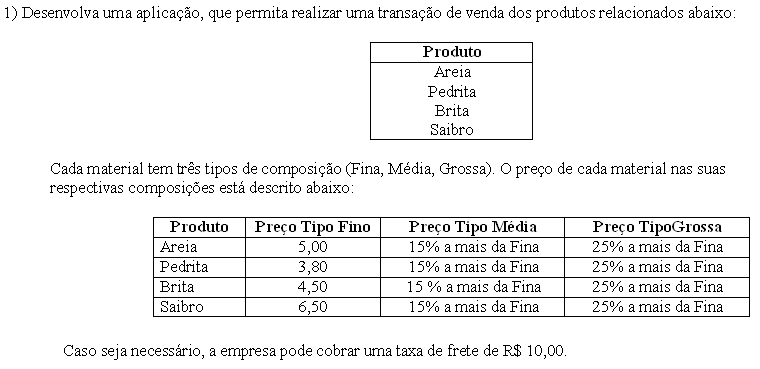 1) Desenvolva uma aplicação, que permita realizar uma transação de venda dos produtos relacionados abaixo:
Produto
Areia
Pedrita
Brita
Saibro
Cada material tem três tipos de composição (Fina, Média, Grossa). O preço de cada material nas suas
respectivas composições está descrito abaixo:
Produto Preço Tipo Fino Preço Tipo Média Preço TipoGrossa
Areia 5,00 15% a mais da Fina 25% a mais da Fina
Pedrita 3,80 15% a mais da Fina 25% a mais da Fina
Brita 4,50 15 % a mais da Fina 25% a mais da Fina
Saibro 6,50 15% a mais da Fina 25% a mais da Fina
Caso seja necessário, a empresa pode cobrar uma taxa de frete de R$ 10,00.